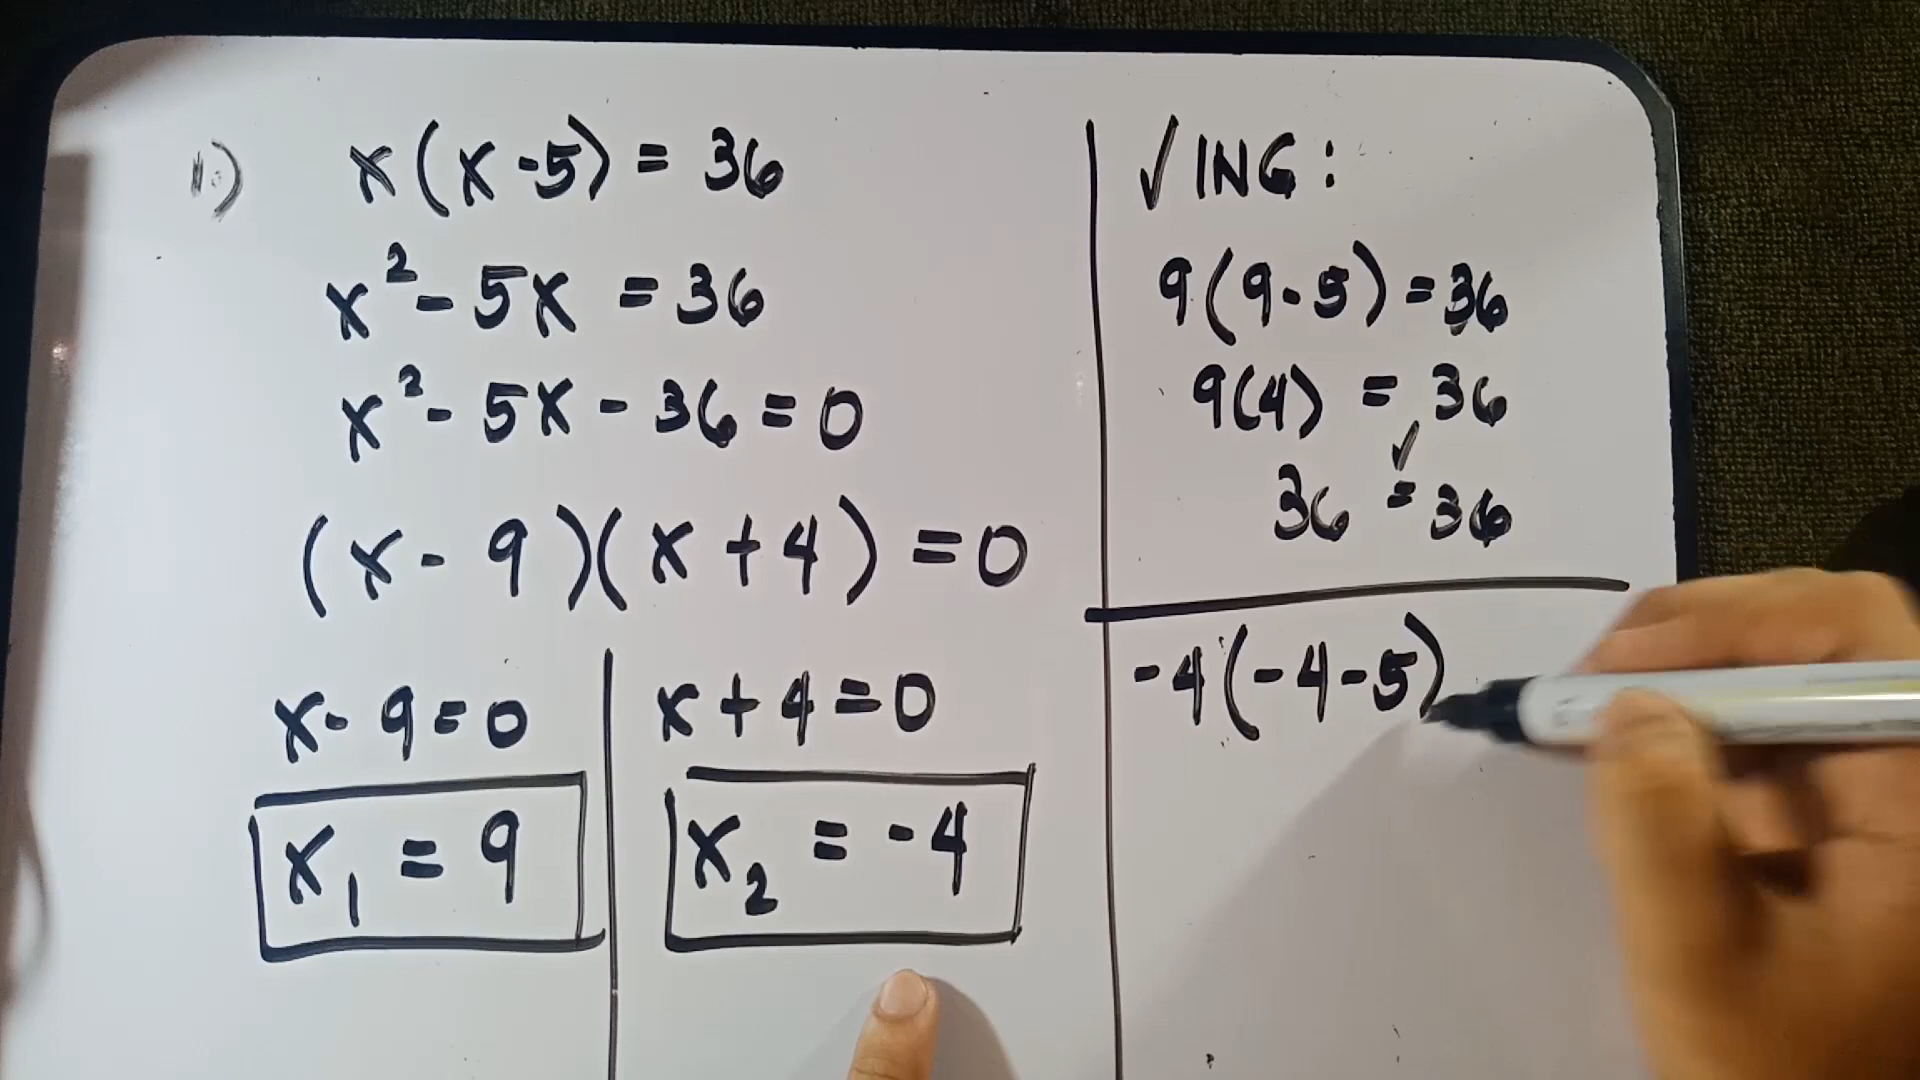 1.) x(x-5) = 36
x² - 5x = 36
x² - 5x - 36 = 0
(x - 9)(x + 4) = 0
x - 9 = 0
x₁ = 9
x + 4 = 0
x₂ = -4
✓ING:
9(9-5) = 36
9(4) = 36
✓
36 = 36
-4(-4-5)